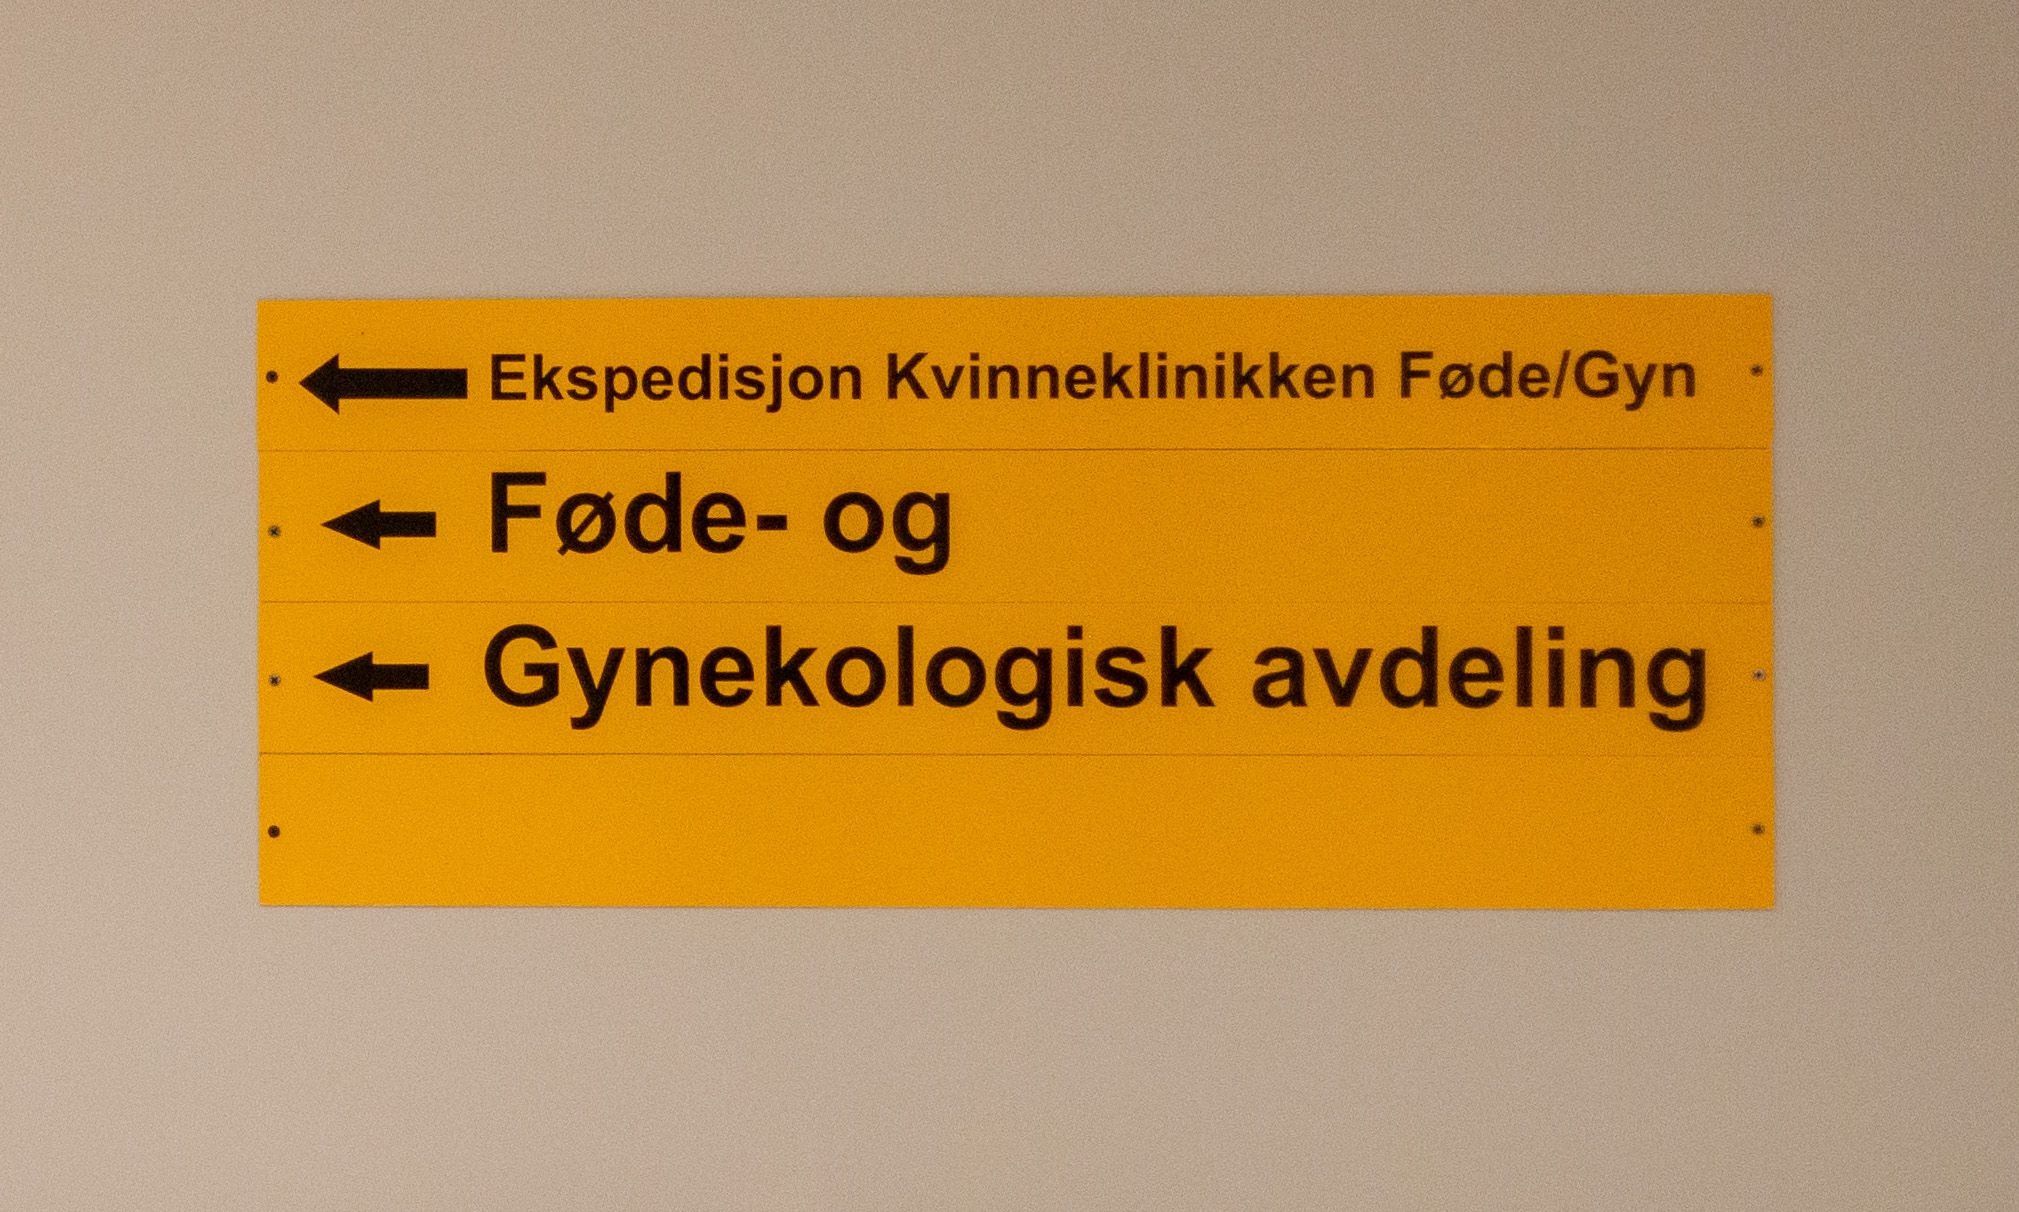 Ekspedisjon Kvinneklinikken Føde/Gyn
Føde- og
Gynekologisk avdeling